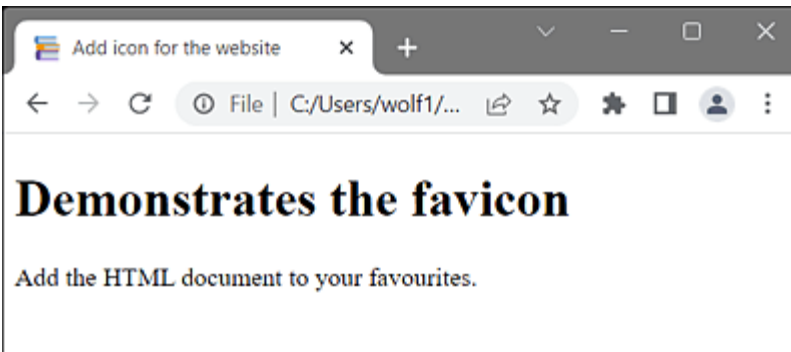 Add icon for the website
File | C:/Users/wolf1/...
Demonstrates the favicon
Add the HTML document to your favourites.